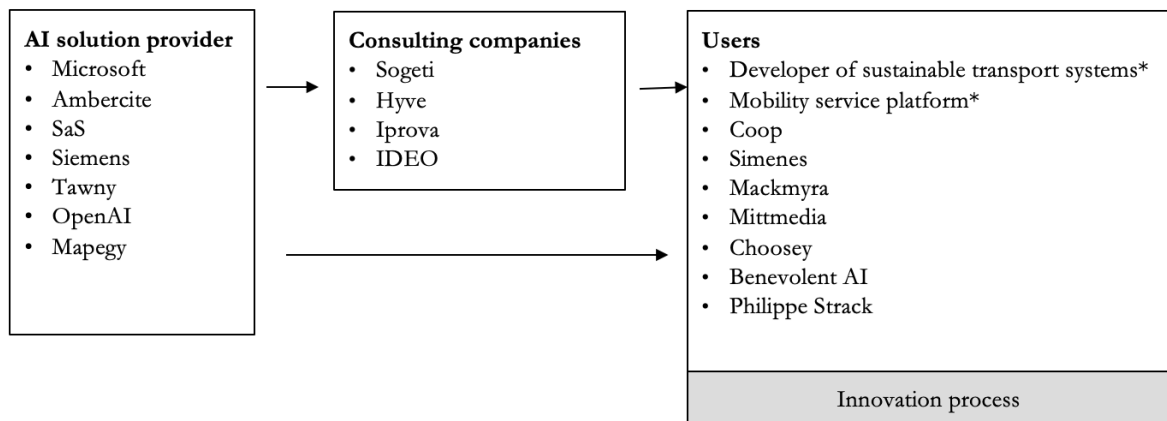 AI solution provider
• Microsoft
• Ambercite
• SaS
• Siemens
• Tawny
• OpenAI
• Mapegy
Consulting companies
• Sogeti
• Hyve
• Iprova
• IDEO
Users
• Developer of sustainable transport systems*
• Mobility service platform*
• Coop
• Simenes
• Mackmyra
• Mittmedia
• Choosey
• Benevolent AI
• Philippe Strack
Innovation process